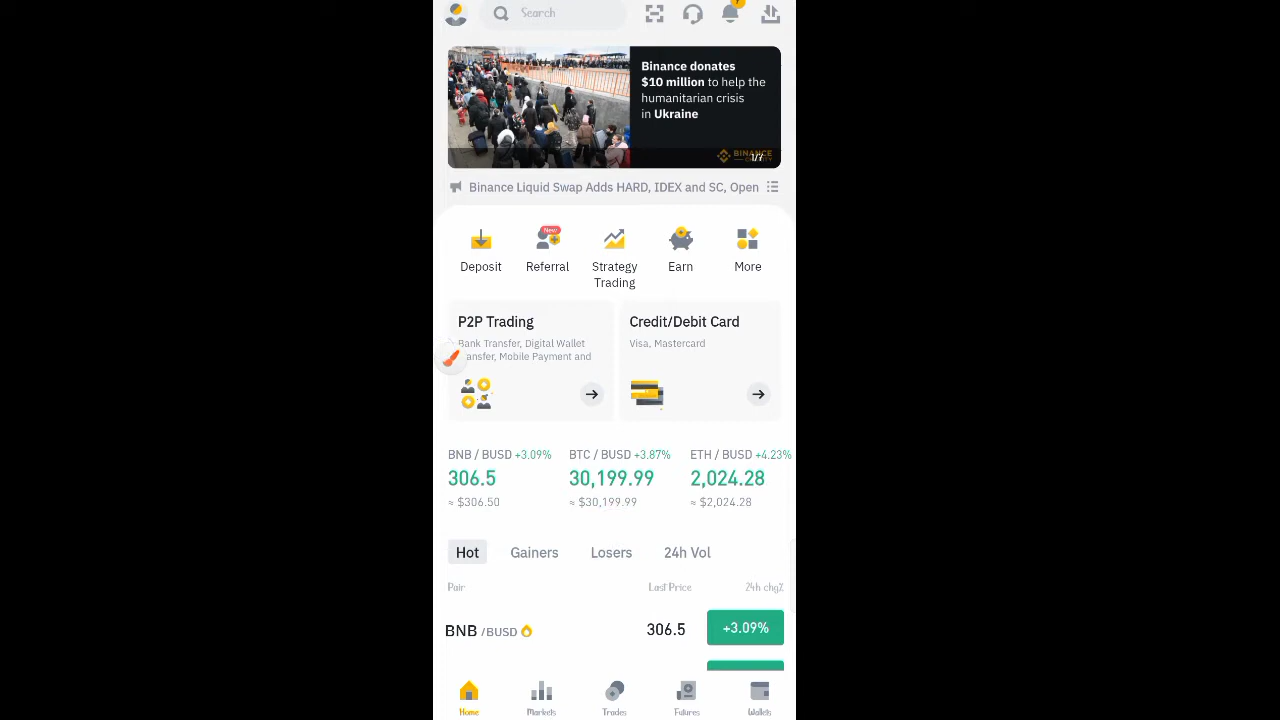 Search
Binance donates
$10 million to help the
humanitarian crisis
in Ukraine
BINANCE
1/7
Binance Liquid Swap Adds HARD, IDEX and SC, Open
New
Deposit
Referral
Strategy
Trading
Earn
More
P2P Trading
Bank Transfer, Digital Wallet
Transfer, Mobile Payment and
Credit/Debit Card
Visa, Mastercard
BNB / BUSD +3.09%
306.5
≈ $306.50
BTC / BUSD +3.87%
30,199.99
≈ $30,199.99
ETH / BUSD +4.23%
2,024.28
≈ $2,024.28
Hot Gainers Losers 24h Vol
Pair Last Price 24h chg%
BNB /BUSD 306.5 +3.09%
Home Markets Trades Futures Wallets